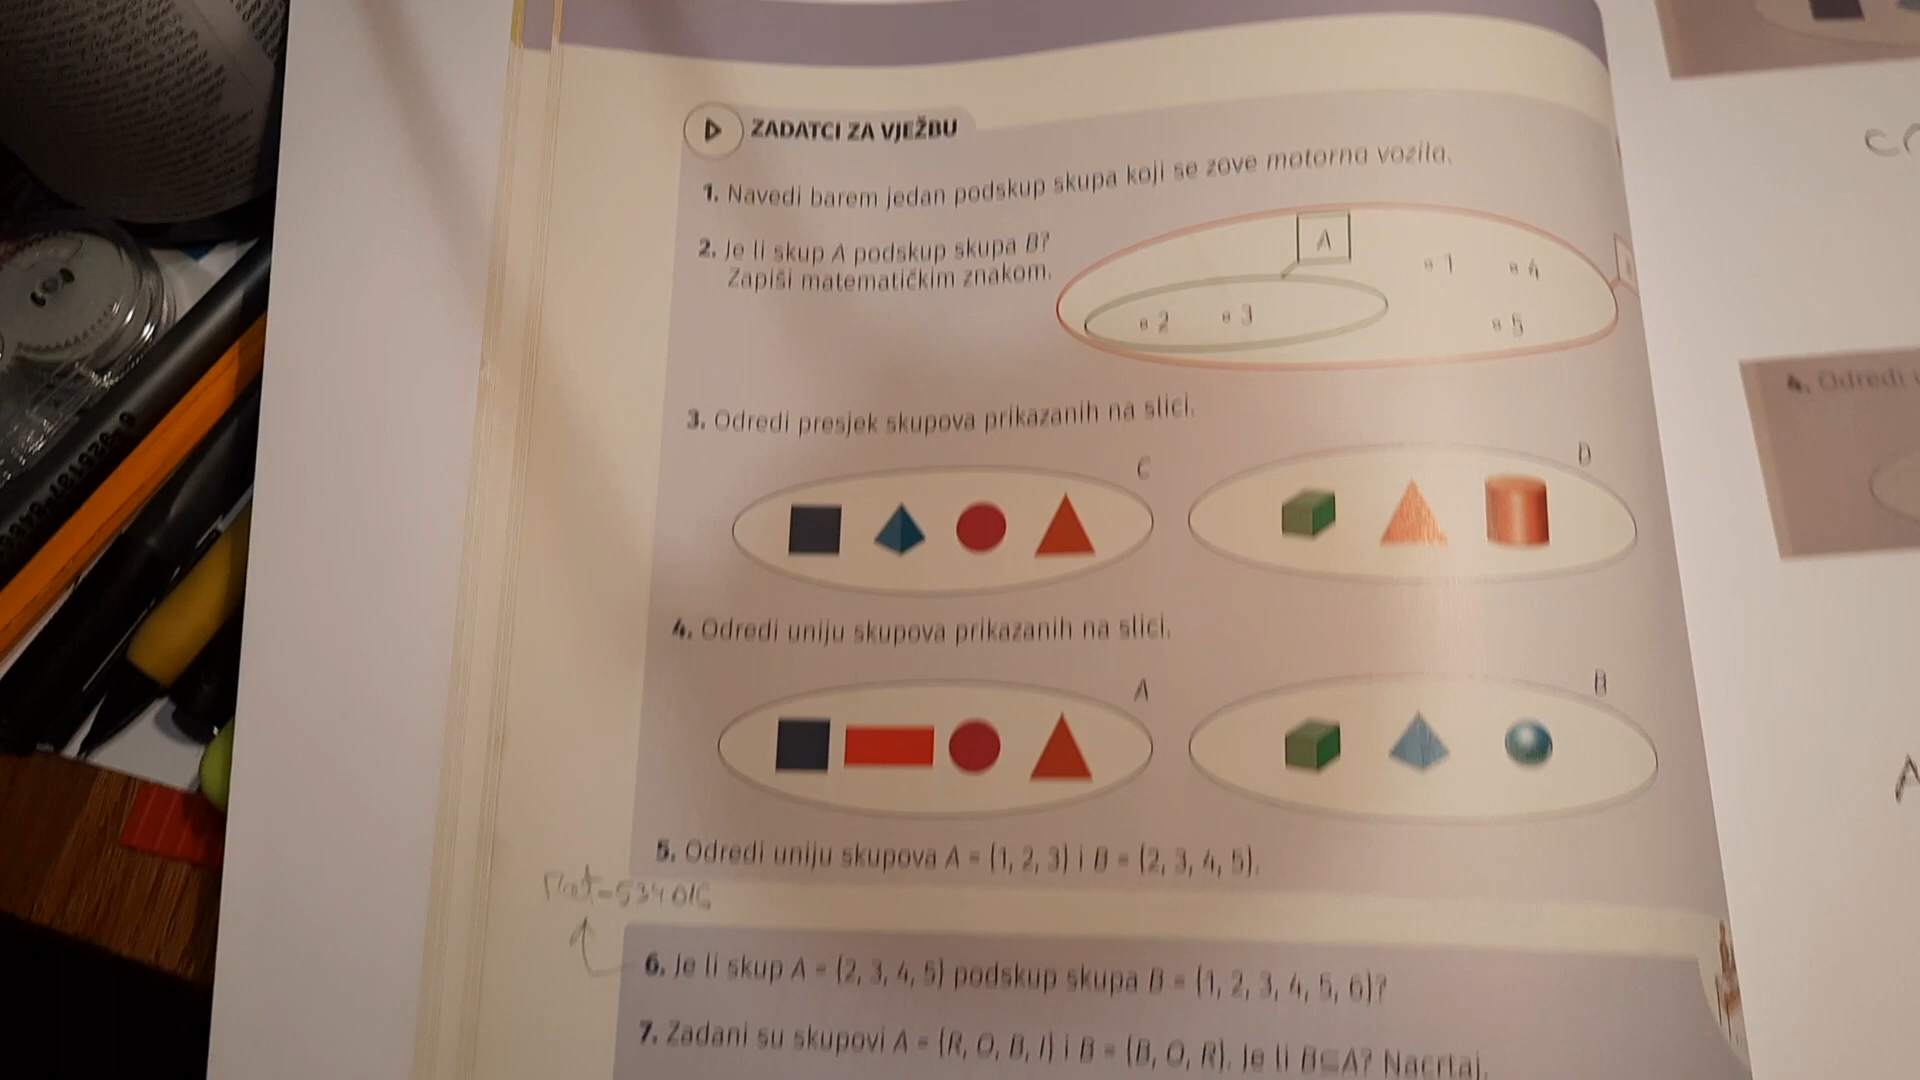 ZADATCI ZA VJEŽBU
1. Navedi barem jedan podskup skupa koji se zove motorna vozila.
2. Je li skup A podskup skupa B?
Zapiši matematičkim znakom.
A
1
4
2
3
5
3. Odredi presjek skupova prikazanih na slici.
C
D
4. Odredi uniju skupova prikazanih na slici.
A
B
5. Odredi uniju skupova A = {1, 2, 3} i B = {2, 3, 4, 5}.
6. Je li skup A = {2, 3, 4, 5} podskup skupa B = {1, 2, 3, 4, 5, 6}?
7. Zadani su skupovi A = {R, O, B, I} i B = {B, O, R}. Je li B⊆A? Nacrtaj.
4. Odredi
A